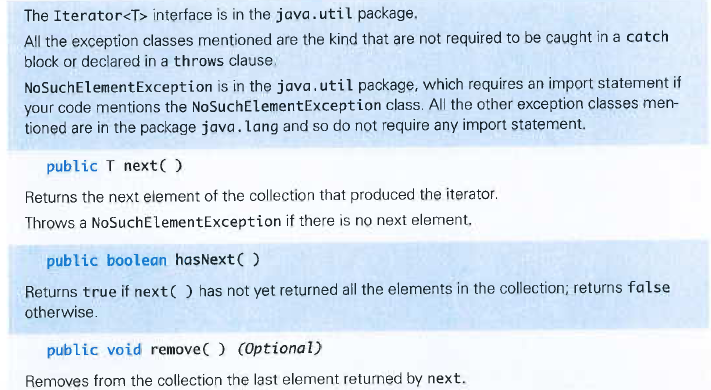 The Iterator<T> interface is in the java.util package.
All the exception classes mentioned are the kind that are not required to be caught in a catch
block or declared in a throws clause.
NoSuchElementException is in the java.util package, which requires an import statement if
your code mentions the NoSuchElementException class. All the other exception classes men-
tioned are in the package java.lang and so do not require any import statement.
public T next( )
Returns the next element of the collection that produced the iterator.
Throws a NoSuchElementException if there is no next element.
public boolean hasNext( )
Returns true if next( ) has not yet returned all the elements in the collection; returns false
otherwise.
public void remove( ) (Optional)
Removes from the collection the last element returned by next.